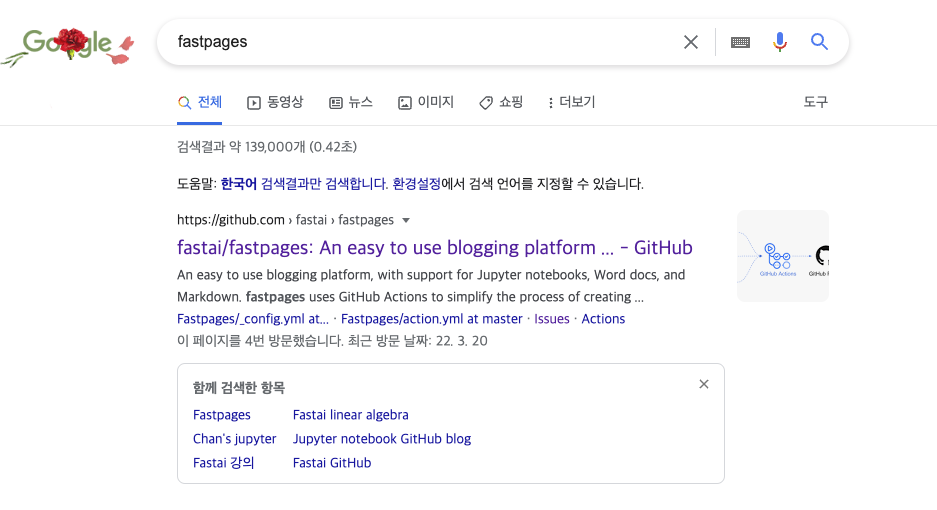 Google
fastpages
전체 동영상 뉴스 이미지 쇼핑 더보기 도구
검색결과 약 139,000개 (0.42초)
도움말: 한국어 검색결과만 검색합니다. 환경설정에서 검색 언어를 지정할 수 있습니다.
https://github.com › fastai › fastpages
fastai/fastpages: An easy to use blogging platform ... - GitHub
An easy to use blogging platform, with support for Jupyter notebooks, Word docs, and
Markdown. fastpages uses GitHub Actions to simplify the process of creating ...
Fastpages/_config.yml at... · Fastpages/action.yml at master · Issues · Actions
이 페이지를 4번 방문했습니다. 최근 방문 날짜: 22. 3. 20
GitHub Actions
GitHub
함께 검색한 항목
Fastpages Fastai linear algebra
Chan's jupyter Jupyter notebook GitHub blog
Fastai 강의 Fastai GitHub